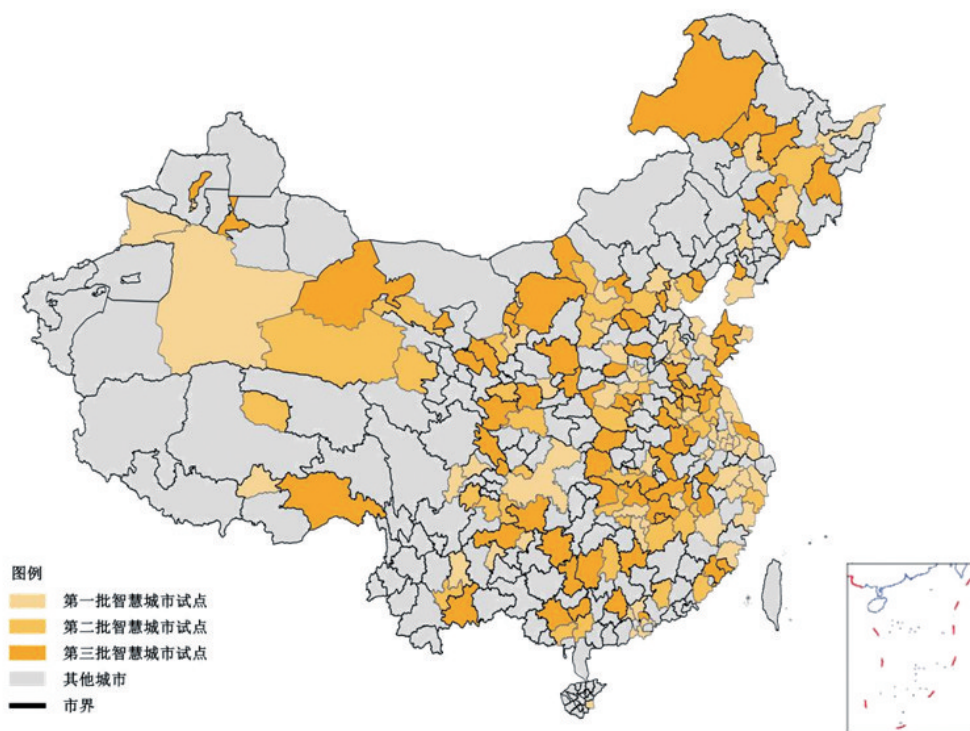 图例
第一批智慧城市试点
第二批智慧城市试点
第三批智慧城市试点
其他城市
市界